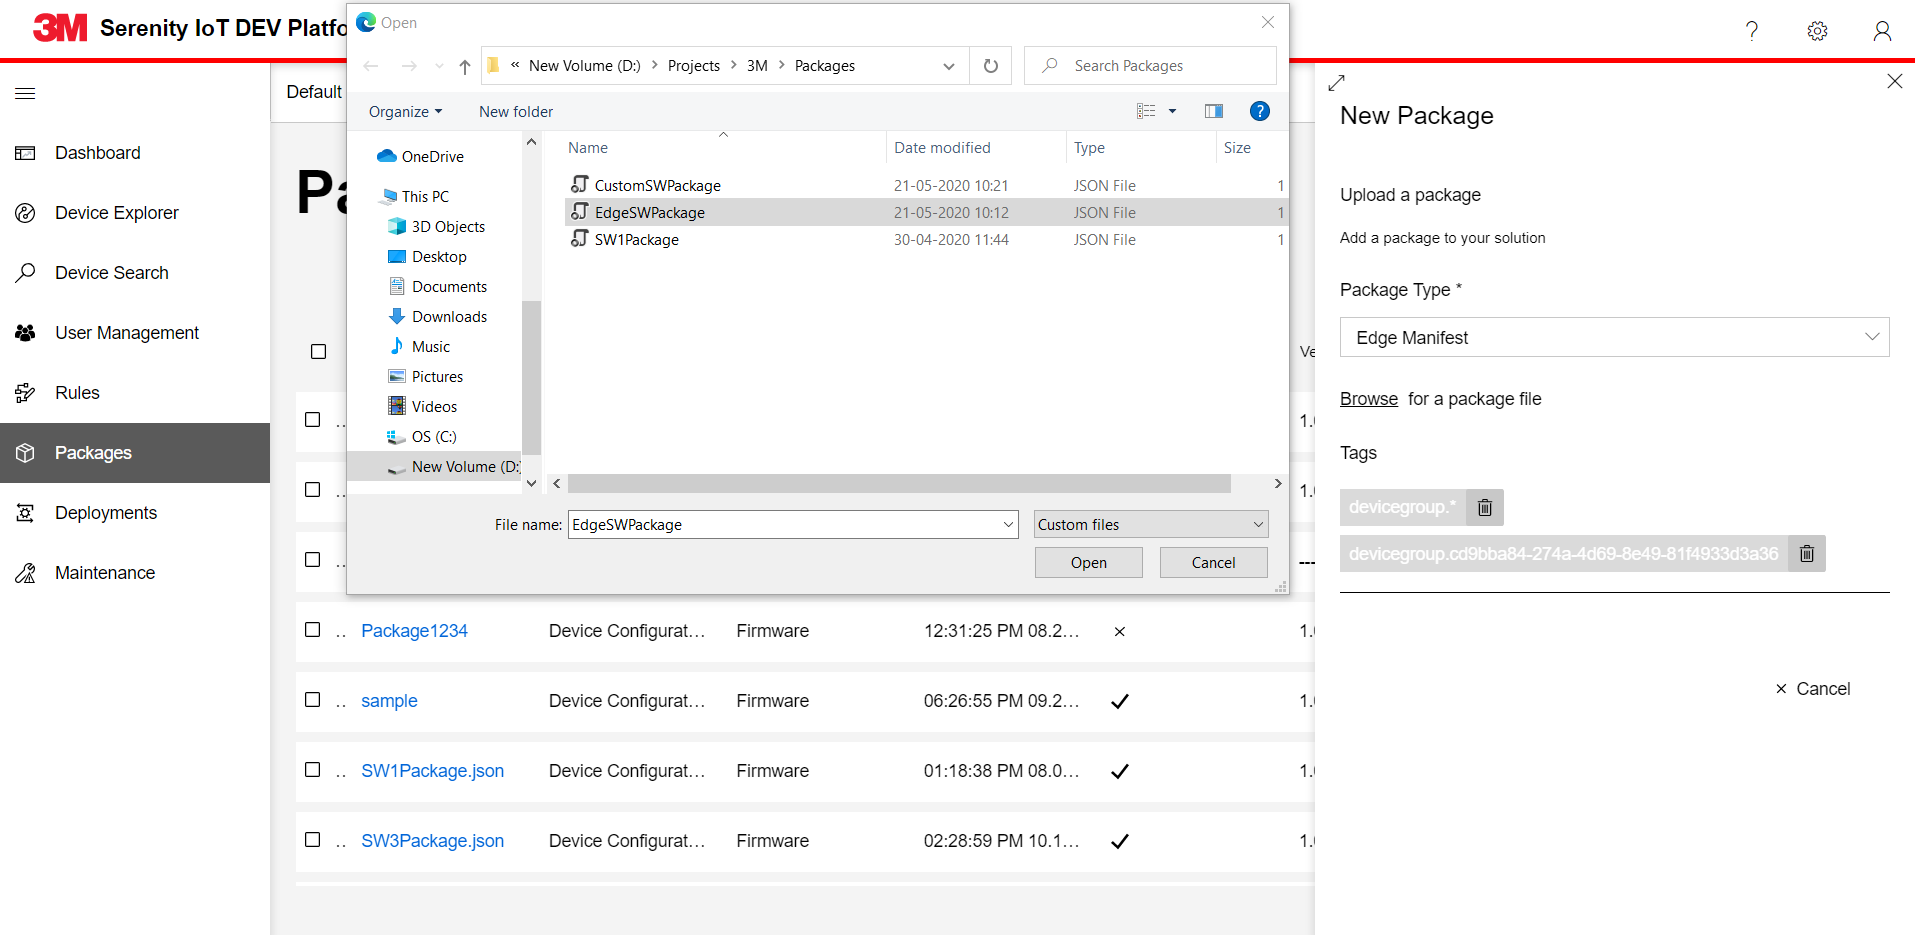 3M Serenity IoT DEV Platfo
Open
« New Volume (D:) > Projects > 3M > Packages
Search Packages
Organize
New folder
?
?
Default
Dashboard
Device Explorer
Device Search
User Management
Rules
Packages
Deployments
Maintenance
Pa
OneDrive
This PC
3D Objects
Desktop
Documents
Downloads
Music
Pictures
Videos
OS (C:)
New Volume (D:)
Name Date modified Type Size
CustomSWPackage 21-05-2020 10:21 JSON File 1
EdgeSWPackage 21-05-2020 10:12 JSON File 1
SW1Package 30-04-2020 11:44 JSON File 1
File name: EdgeSWPackage Custom files
Open Cancel
Ve
.. 1.0
.. 1.0
.. ---
.. Package1234 Device Configurat... Firmware 12:31:25 PM 08.2... 1.0
.. sample Device Configurat... Firmware 06:26:55 PM 09.2... 1.0
.. SW1Package.json Device Configurat... Firmware 01:18:38 PM 08.0... 1.0
.. SW3Package.json Device Configurat... Firmware 02:28:59 PM 10.1... 1.0
New Package
Upload a package
Add a package to your solution
Package Type *
Edge Manifest
Browse for a package file
Tags
devicegroup.*
devicegroup.cd9bba84-274a-4d69-8e49-81f4933d3a36
Cancel